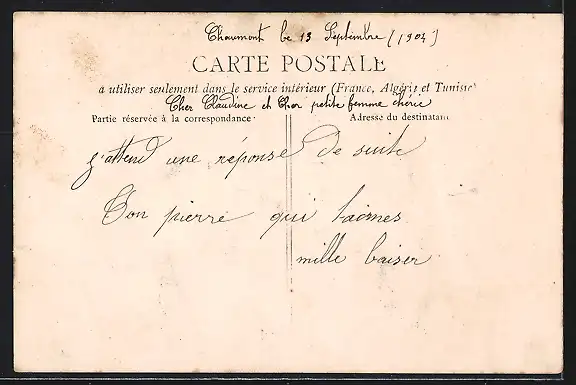 Chaumont le 13 Septembre (1904)
CARTE POSTALE
a utiliser seulement dans le service intérieur (France, Algérie et Tunisie)
Cher Claudine et Cher petite femme chérie
Partie réservée à la correspondance
Adresse du destinatai
j'attend une réponse de suite
Ton pierre qui t'aimes
mille baiser